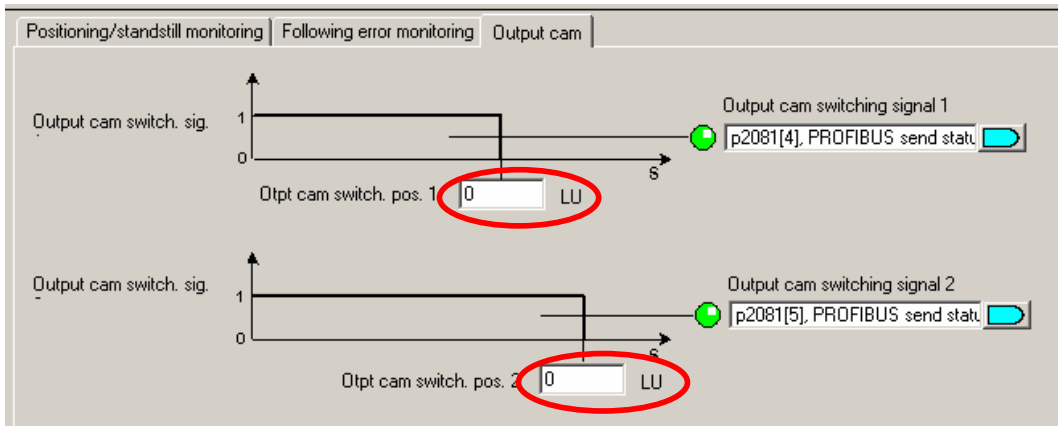 Positioning/standstill monitoring Following error monitoring Output cam
Output cam switching signal 1
Output cam switch. sig.
1
p2081[4], PROFIBUS send statu
0
s
Otpt cam switch. pos. 1
0 LU
Output cam switching signal 2
Output cam switch. sig.
1
p2081[5], PROFIBUS send statu
0
s
Otpt cam switch. pos. 2
0 LU